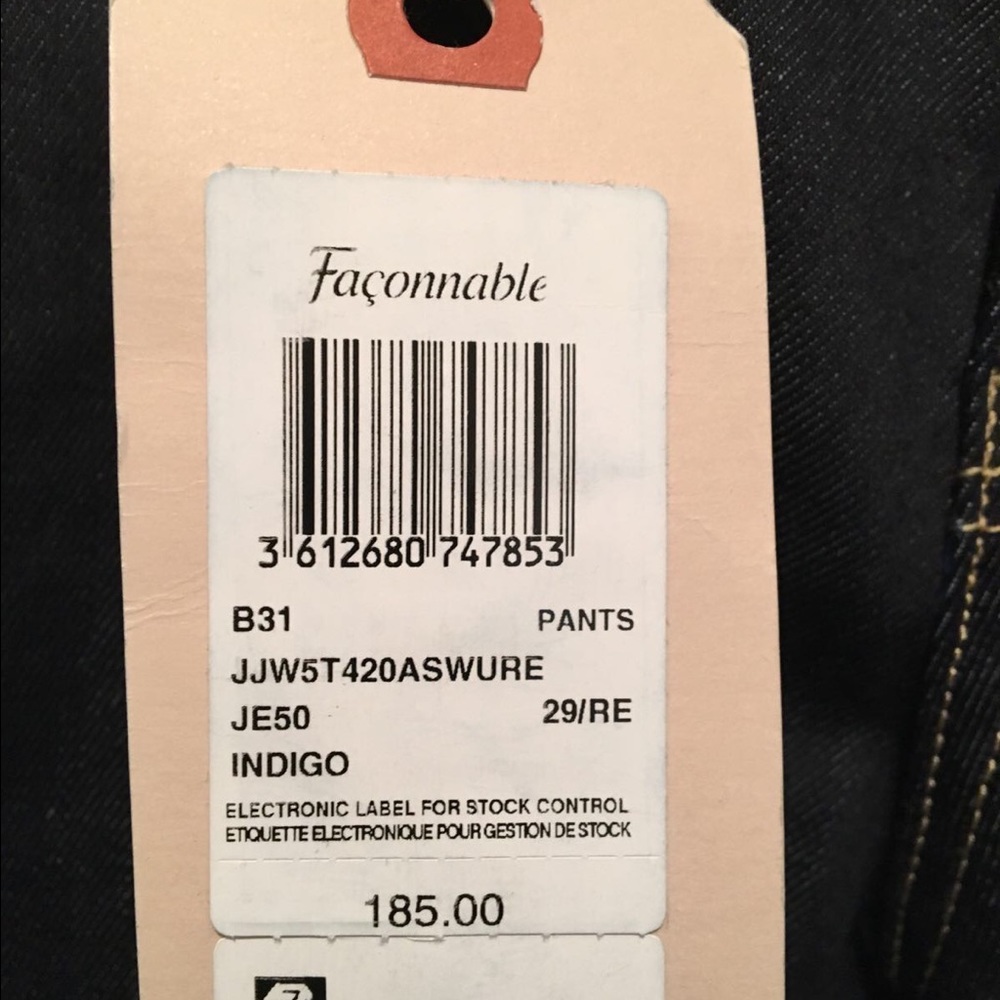 Façonnable
3 612680 747853
B31 PANTS
JJW5T420ASWURE
JE50 29/RE
INDIGO
ELECTRONIC LABEL FOR STOCK CONTROL
ETIQUETTE ELECTRONIQUE POUR GESTION DE STOCK
185.00